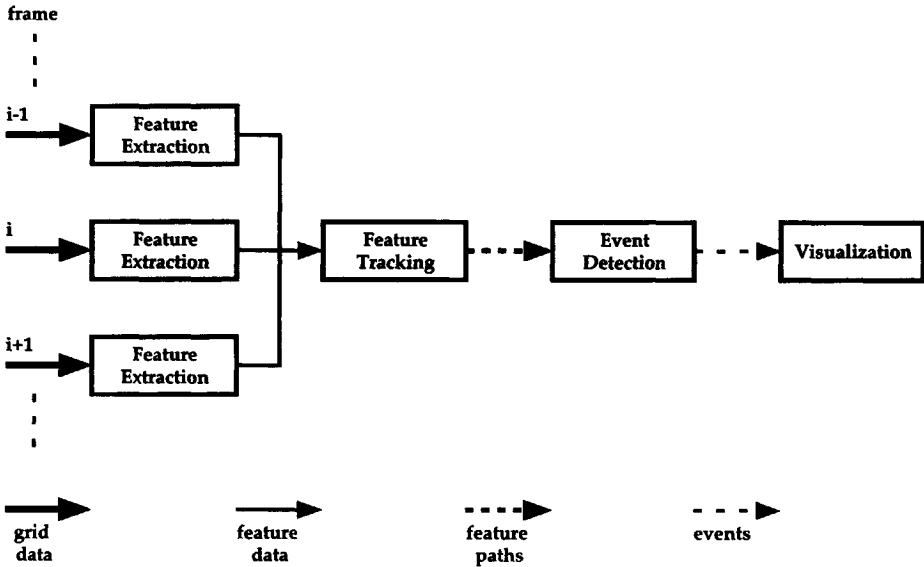 frame
i-1
Feature
Extraction
i
Feature
Extraction
Feature
Tracking
Event
Detection
Visualization
i+1
Feature
Extraction
grid
data
feature
data
feature
paths
events